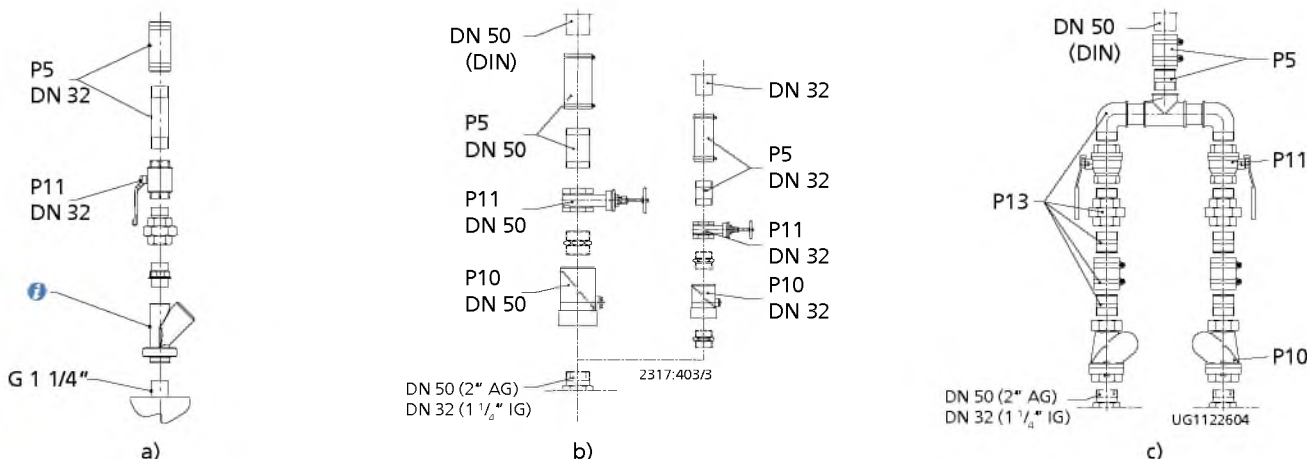 P5
DN 32
P11
DN 32
i
G 1 1/4"
a)
DN 50
(DIN)
P5
DN 50
P11
DN 50
P10
DN 50
DN 32
P5
DN 32
P11
DN 32
P10
DN 32
DN 50 (2" AG)
DN 32 (1 1/4" IG)
2317:403/3
b)
DN 50
(DIN)
P5
P11
P13
P10
DN 50 (2" AG)
DN 32 (1 1/4" IG)
UG1122604
c)